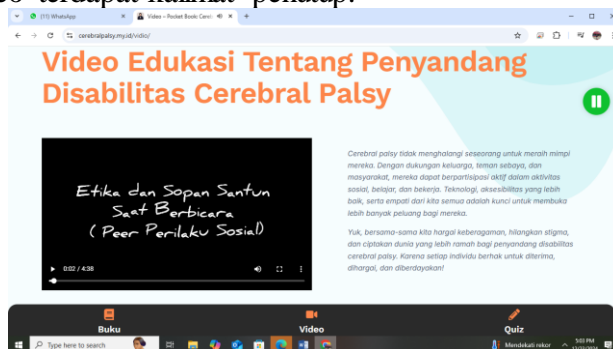 terdapat kalimat penutup.
(11) WhatsApp
Video – Pocket Book Cereb
cerebralpalsy.my.id/vidio/
Video Edukasi Tentang Penyandang
Disabilitas Cerebral Palsy
Etika dan Sopan Santun
Saat Berbicara
( Peer Perilaku Sosial)
0:02 / 4:38
Cerebral palsy tidak menghalangi seseorang untuk meraih mimpi
mereka. Dengan dukungan keluarga, teman sebaya, dan
masyarakat, mereka dapat berpartisipasi aktif dalam aktivitas
sosial, belajar, dan bekerja. Teknologi, aksesibilitas yang lebih
baik, serta empati dari kita semua adalah kunci untuk membuka
lebih banyak peluang bagi mereka.
Yuk, bersama-sama kita hargai keberagaman, hilangkan stigma,
dan ciptakan dunia yang lebih ramah bagi penyandang disabilitas
cerebral palsy. Karena setiap individu berhak untuk diterima,
dihargai, dan diberdayakan!
Buku
Video
Quiz
Type here to search
Mendekati rekor
5:03 PM